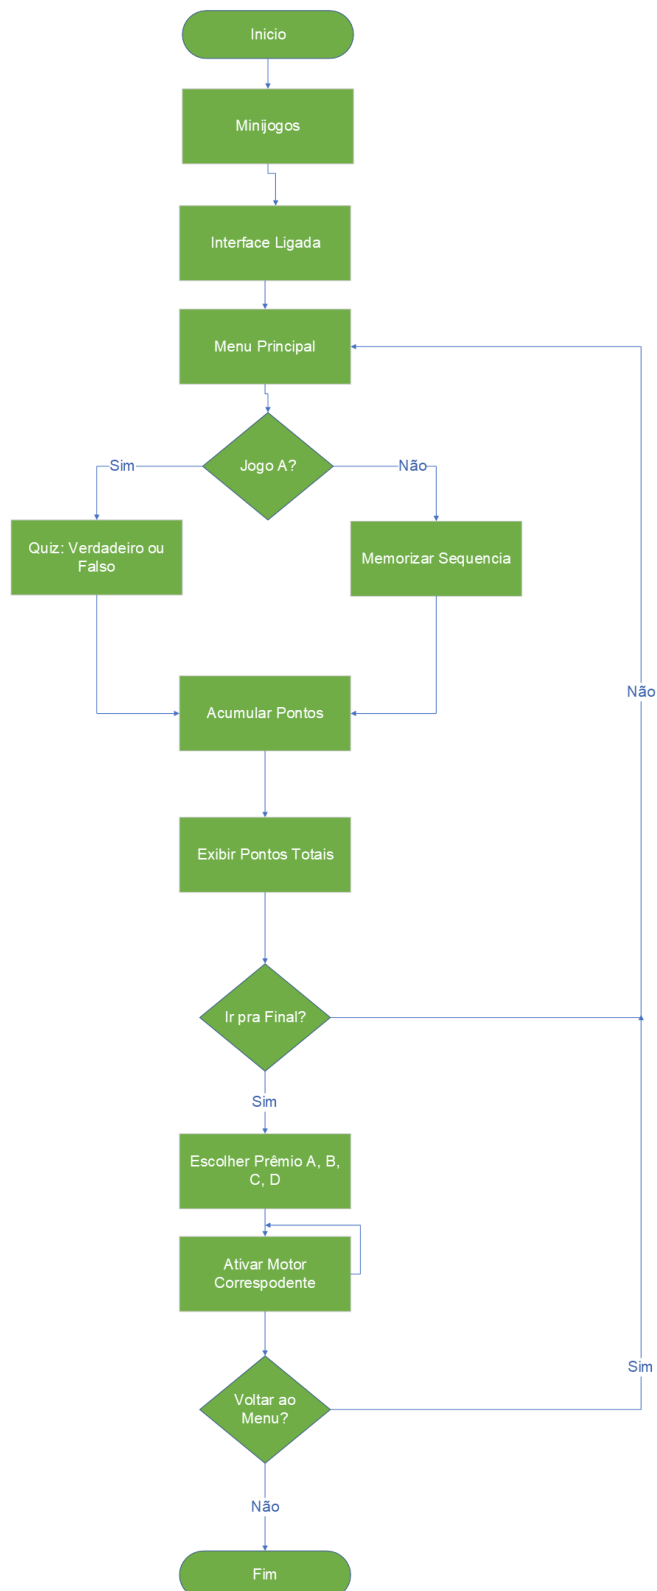 Inicio
Minijogos
Interface Ligada
Menu Principal
Jogo A?
Sim
Não
Quiz: Verdadeiro ou
Falso
Memorizar Sequencia
Acumular Pontos
Não
Exibir Pontos Totais
Ir pra Final?
Sim
Escolher Prêmio A, B,
C, D
Ativar Motor
Correspodente
Sim
Voltar ao
Menu?
Não
Fim